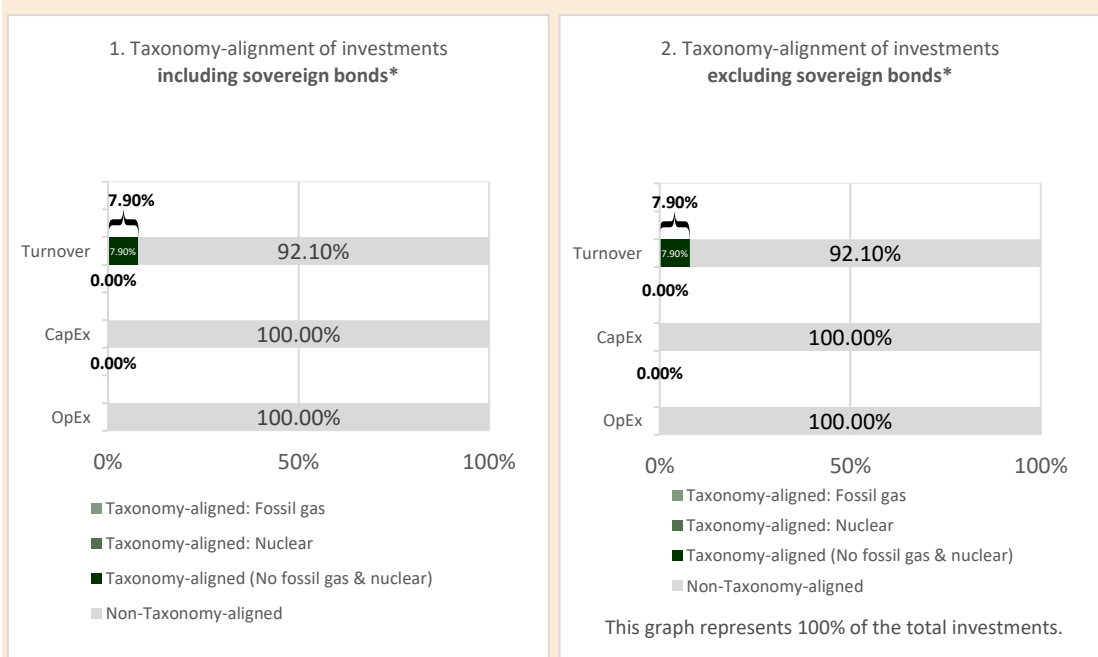 1. Taxonomy-alignment of investments
including sovereign bonds*
7.90%
Turnover 7.90% 92.10%
0.00%
CapEx 100.00%
0.00%
OpEx 100.00%
0% 50% 100%
Taxonomy-aligned: Fossil gas
Taxonomy-aligned: Nuclear
Taxonomy-aligned (No fossil gas & nuclear)
Non-Taxonomy-aligned
2. Taxonomy-alignment of investments
excluding sovereign bonds*
7.90%
Turnover 7.90% 92.10%
0.00%
CapEx 100.00%
0.00%
OpEx 100.00%
0% 50% 100%
Taxonomy-aligned: Fossil gas
Taxonomy-aligned: Nuclear
Taxonomy-aligned (No fossil gas & nuclear)
Non-Taxonomy-aligned
This graph represents 100% of the total investments.